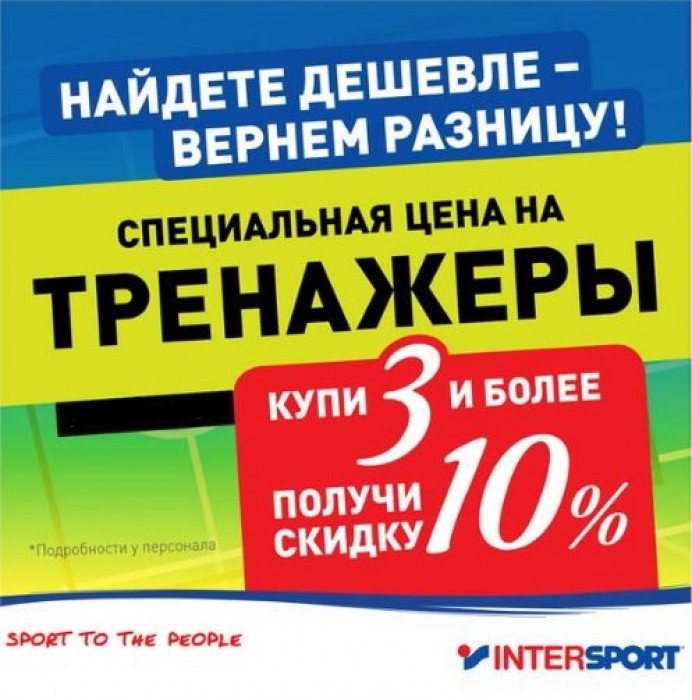 НАЙДЕТЕ ДЕШЕВЛЕ –
ВЕРНЕМ РАЗНИЦУ!
СПЕЦИАЛЬНАЯ ЦЕНА НА
ТРЕНАЖЕРЫ
КУПИ 3 И БОЛЕЕ
ПОЛУЧИ
СКИДКУ 10%
*Подробности у персонала
SPORT TO THE PEOPLE
INTERSPORT